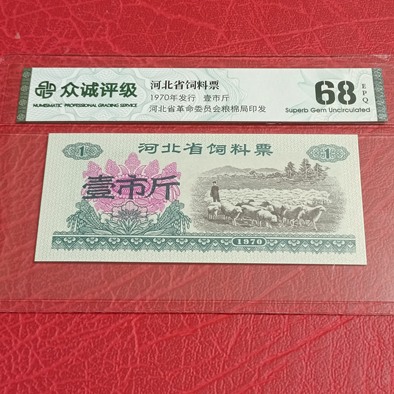 众诚评级
NUMISMATIC PROFESSIONAL GRADING SERVICE
河北省饲料票
1970年发行 壹市斤
河北省革命委员会粮棉局印发
68 EPQ
Superb Gem Uncirculated
1 河北省饲料票 1
壹市斤
1970